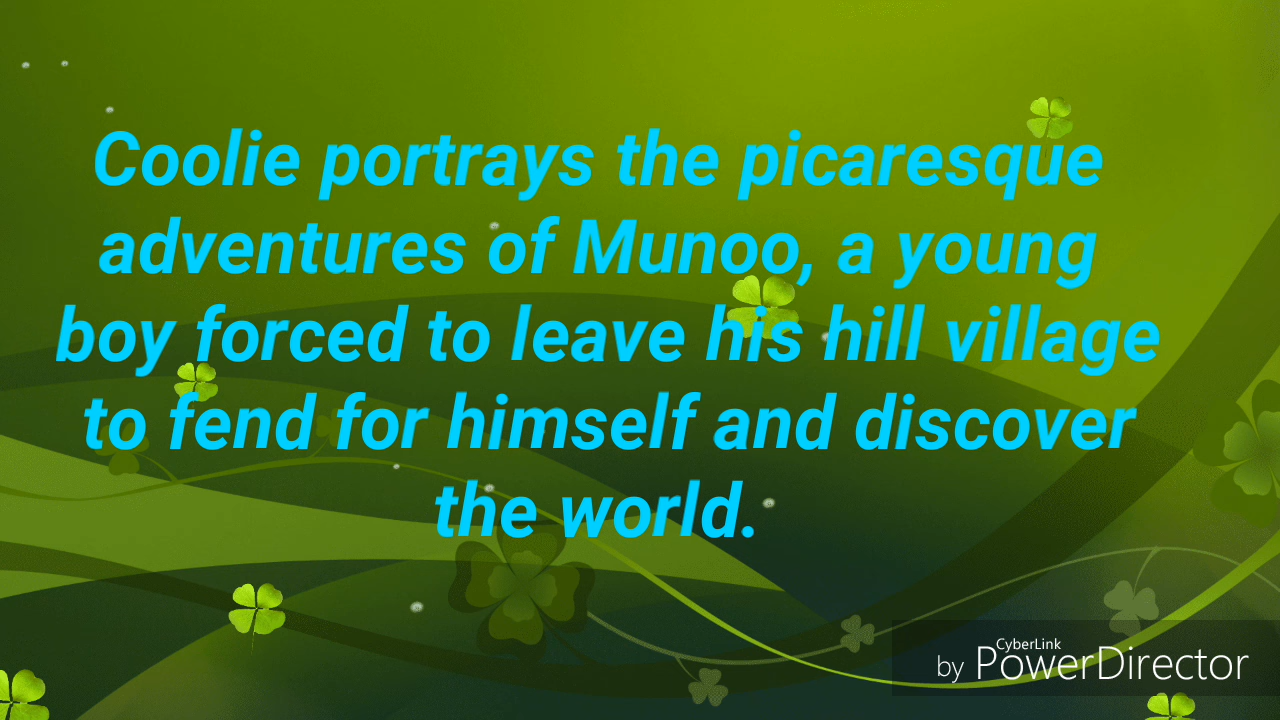 Coolie portrays the picaresque
adventures of Munoo, a young
boy forced to leave his hill village
to fend for himself and discover
the world.
CyberLink
by PowerDirector